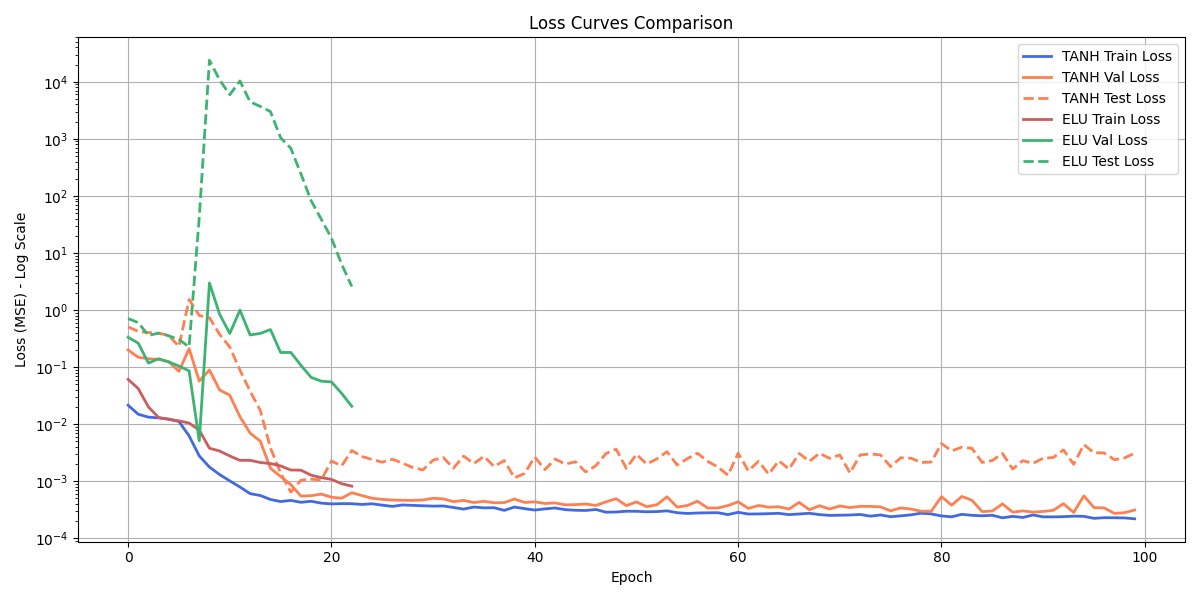 Loss Curves Comparison
TANH Train Loss
TANH Val Loss
TANH Test Loss
ELU Train Loss
ELU Val Loss
ELU Test Loss
Loss (MSE) - Log Scale
10⁴
10³
10²
10¹
10⁰
10⁻¹
10⁻²
10⁻³
10⁻⁴
0 20 40 60 80 100
Epoch